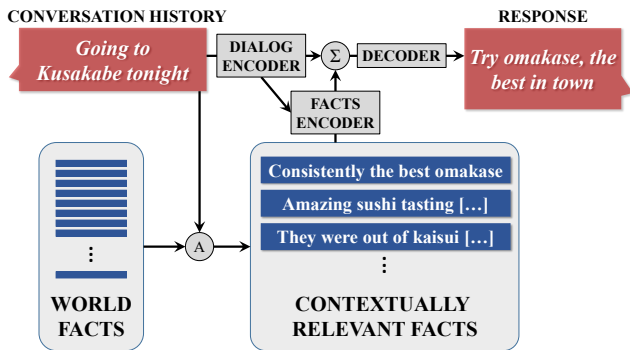 CONVERSATION HISTORY
Going to
Kusakabe tonight
DIALOG
ENCODER
Σ
DECODER
RESPONSE
Try omakase, the
best in town
FACTS
ENCODER
Consistently the best omakase
Amazing sushi tasting […]
They were out of kaisui […]
⋮
CONTEXTUALLY
RELEVANT FACTS
A
⋮
WORLD
FACTS